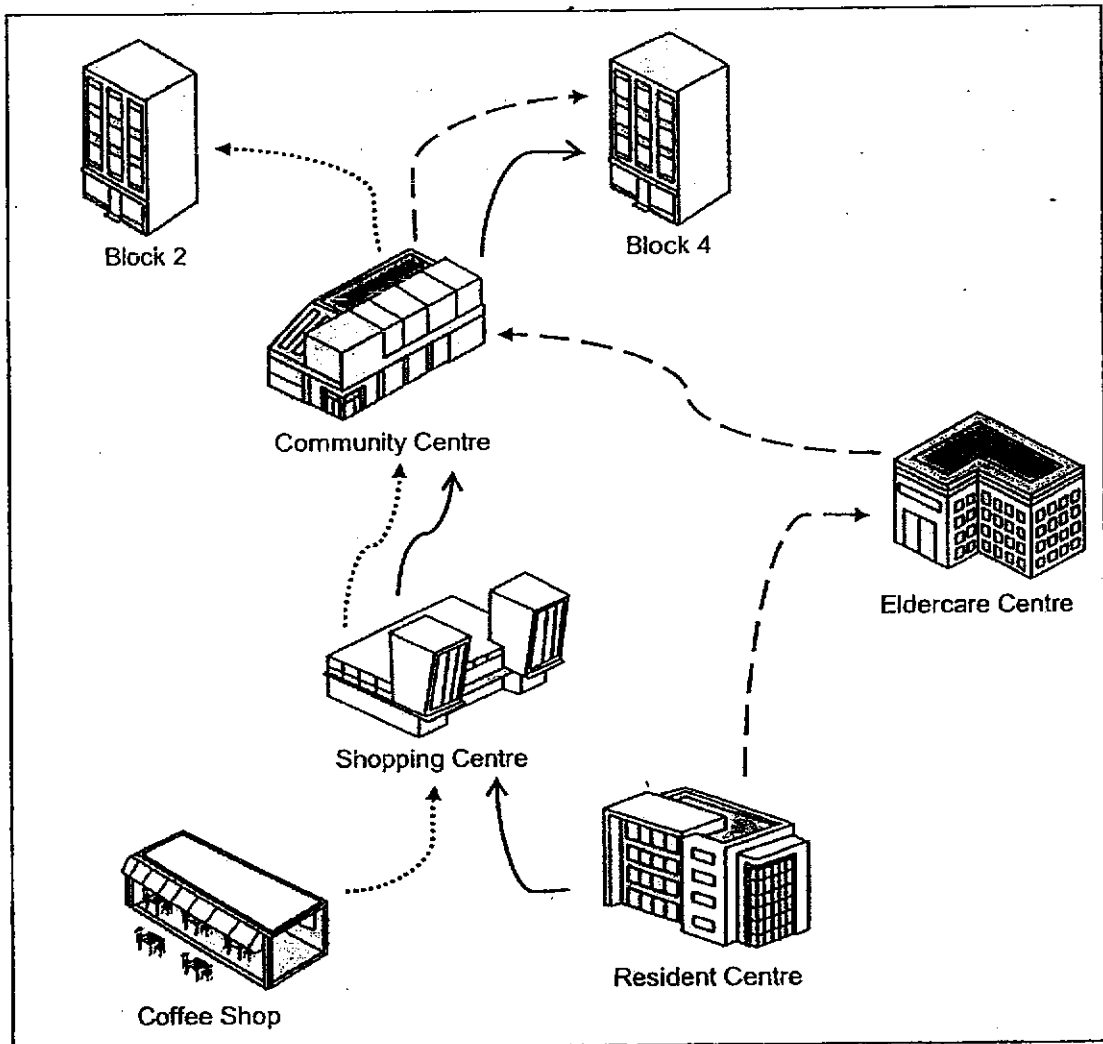 Block 2
Block 4
Community Centre
Eldercare Centre
Shopping Centre
Resident Centre
Coffee Shop